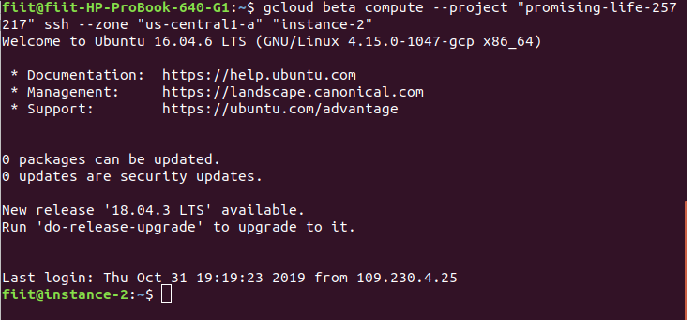 fiit@fiit-HP-ProBook-640-G1:~$ gcloud beta compute --project "promising-life-257
217" ssh --zone "us-central1-a" "instance-2"
Welcome to Ubuntu 16.04.6 LTS (GNU/Linux 4.15.0-1047-gcp x86_64)
* Documentation:  https://help.ubuntu.com
* Management:     https://landscape.canonical.com
* Support:        https://ubuntu.com/advantage
0 packages can be updated.
0 updates are security updates.
New release '18.04.3 LTS' available.
Run 'do-release-upgrade' to upgrade to it.
Last login: Thu Oct 31 19:19:23 2019 from 109.230.4.25
fiit@instance-2:~$